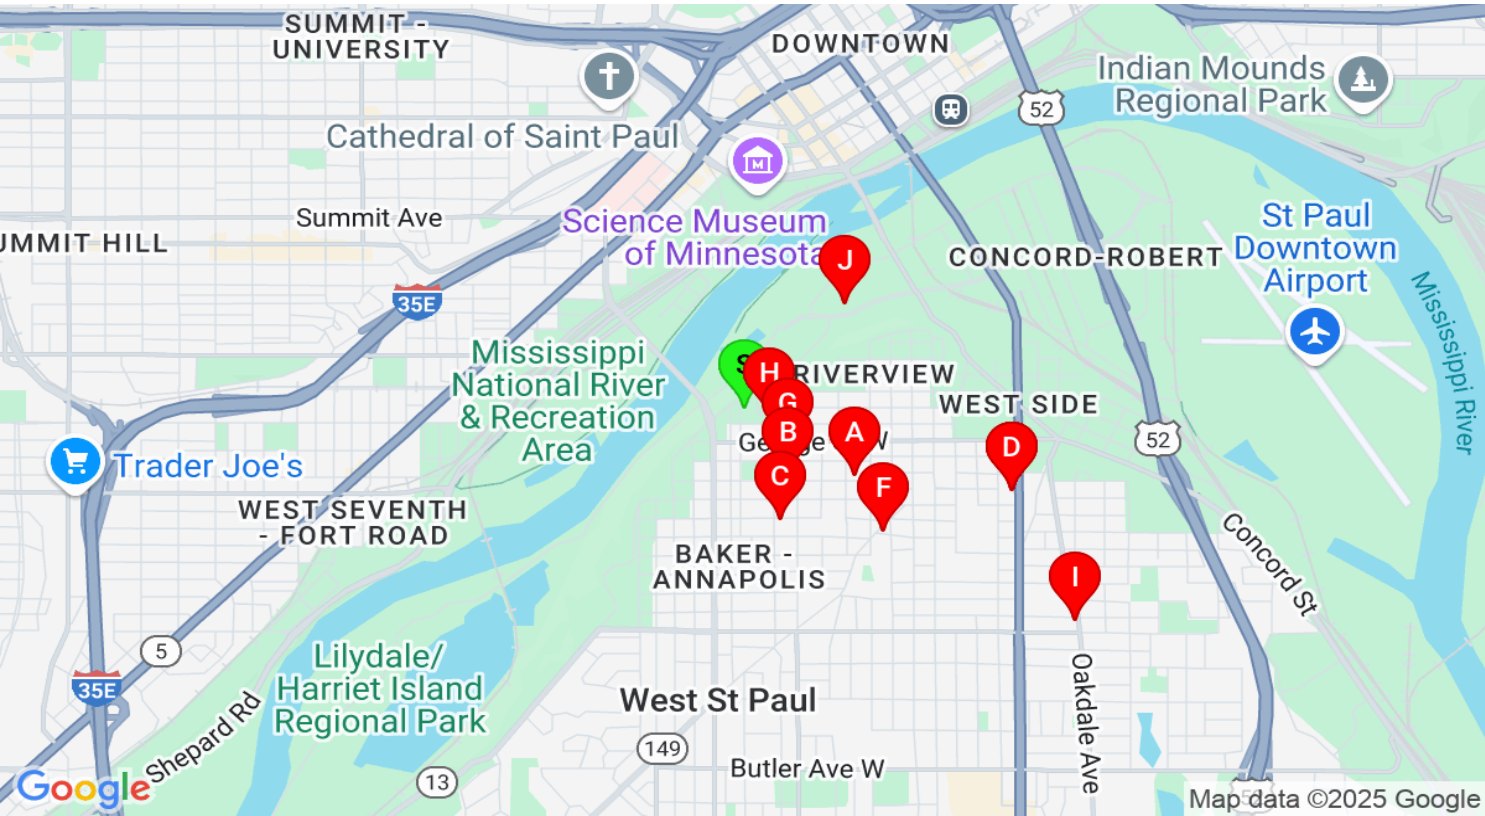 SUMMIT -
UNIVERSITY
DOWNTOWN
Indian Mounds
Regional Park
52
Cathedral of Saint Paul
M
Summit Ave
Science Museum
of Minnesota
UMMIT HILL
J
CONCORD-ROBERT
St Paul
Downtown
Airport
Mississippi River
35E
Mississippi
National River
& Recreation
Area
S
H
RIVERVIEW
G
WEST SIDE
B
A
W
D
52
Trader Joe's
C
F
WEST SEVENTH
- FORT ROAD
BAKER -
ANNAPOLIS
Concord St
I
5
Lilydale/
Harriet Island
Regional Park
35E
Shepard Rd
West St Paul
Oakdale Ave
149
13
Butler Ave W
Google
Map data ©2025 Google